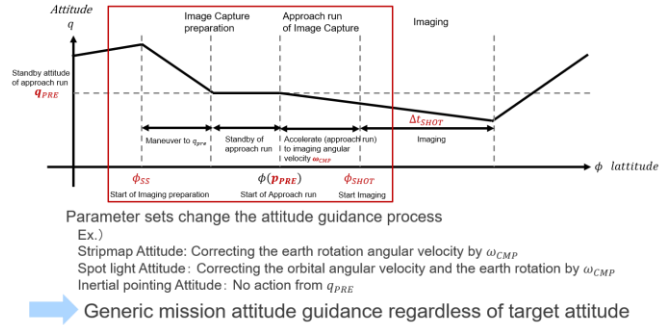 Attitude
q
Image Capture
preparation
Approach run
of Image Capture
Imaging
Standby attitude
of approach run
q_PRE
Δt_SHOT
Maneuver to q_pre
Standby of
approach run
Accelerate (approach run)
to imaging angular
velocity ω_CMP
Imaging
ϕ lattitude
ϕ_SS
ϕ(p_PRE)
ϕ_SHOT
Start of Imaging preparation
Start of Approach run
Start Imaging
Parameter sets change the attitude guidance process
Ex.)
Stripmap Attitude: Correcting the earth rotation angular velocity by ω_CMP
Spot light Attitude: Correcting the orbital angular velocity and the earth rotation by ω_CMP
Inertial pointing Attitude: No action from q_PRE
Generic mission attitude guidance regardless of target attitude